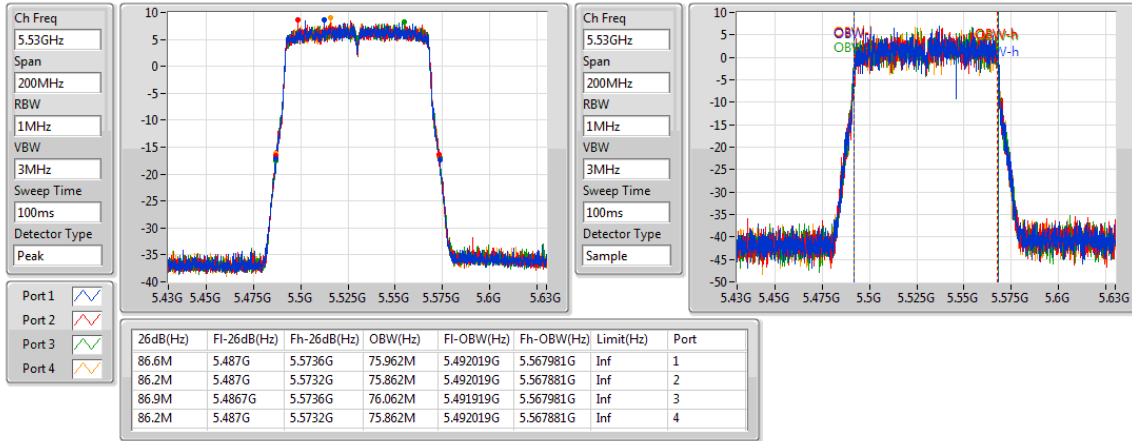 Ch Freq
5.53GHz
Span
200MHz
RBW
1MHz
VBW
3MHz
Sweep Time
100ms
Detector Type
Peak
Port 1
Port 2
Port 3
Port 4
10
5
0
-5
-10
-15
-20
-25
-30
-35
-40
5.43G 5.45G 5.475G 5.5G 5.525G 5.55G 5.575G 5.6G 5.63G
Ch Freq
5.53GHz
Span
200MHz
RBW
1MHz
VBW
3MHz
Sweep Time
100ms
Detector Type
Sample
10
5
0
-5
-10
-15
-20
-25
-30
-35
-40
-45
-50
OBW-h
5.43G 5.45G 5.475G 5.5G 5.525G 5.55G 5.575G 5.6G 5.63G
26dB(Hz) Fl-26dB(Hz) Fh-26dB(Hz) OBW(Hz) Fl-OBW(Hz) Fh-OBW(Hz) Limit(Hz) Port
86.6M 5.487G 5.5736G 75.962M 5.492019G 5.567981G Inf 1
86.2M 5.487G 5.5732G 75.862M 5.492019G 5.567881G Inf 2
86.9M 5.4867G 5.5736G 76.062M 5.491919G 5.567981G Inf 3
86.2M 5.487G 5.5732G 75.862M 5.492019G 5.567881G Inf 4